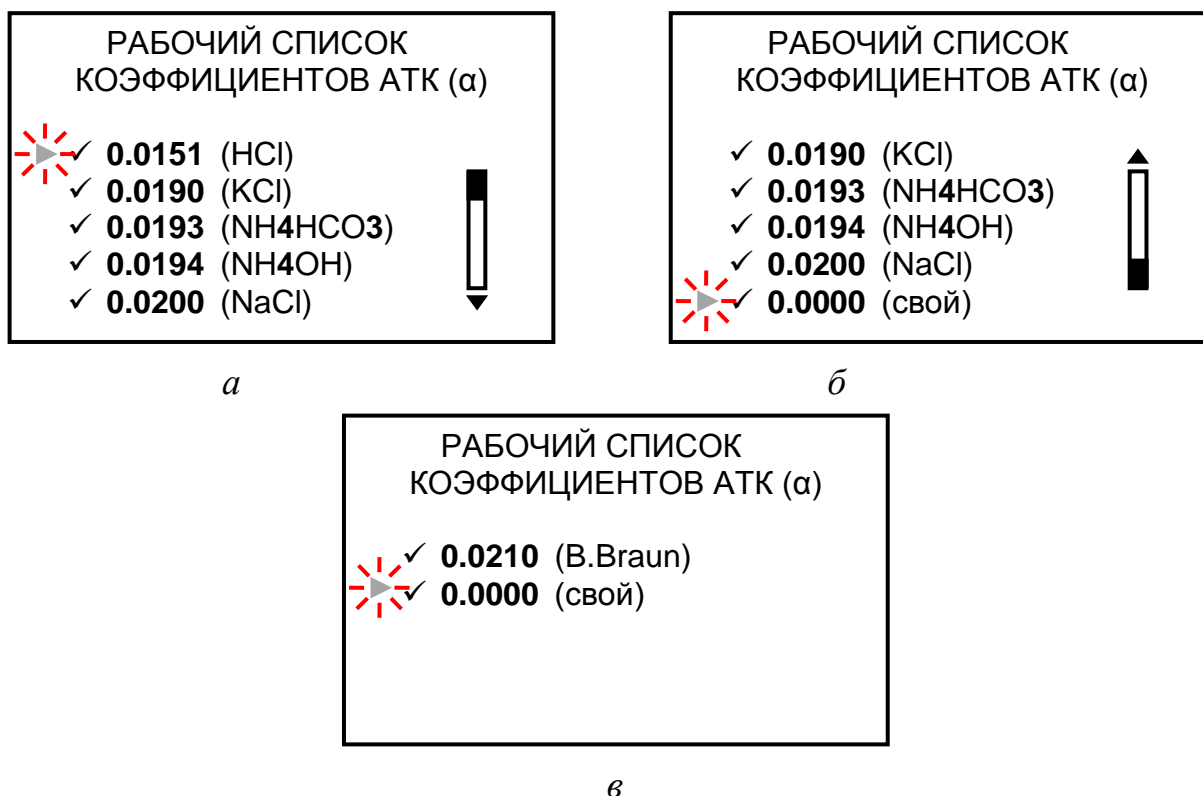 РАБОЧИЙ СПИСОК
КОЭФФИЦИЕНТОВ АТК (α)
✓ 0.0151 (HCl)
✓ 0.0190 (KCl)
✓ 0.0193 (NH4HCO3)
✓ 0.0194 (NH4OH)
✓ 0.0200 (NaCl)
а
РАБОЧИЙ СПИСОК
КОЭФФИЦИЕНТОВ АТК (α)
✓ 0.0190 (KCl)
✓ 0.0193 (NH4HCO3)
✓ 0.0194 (NH4OH)
✓ 0.0200 (NaCl)
✓ 0.0000 (свой)
б
РАБОЧИЙ СПИСОК
КОЭФФИЦИЕНТОВ АТК (α)
✓ 0.0210 (B.Braun)
✓ 0.0000 (свой)
в